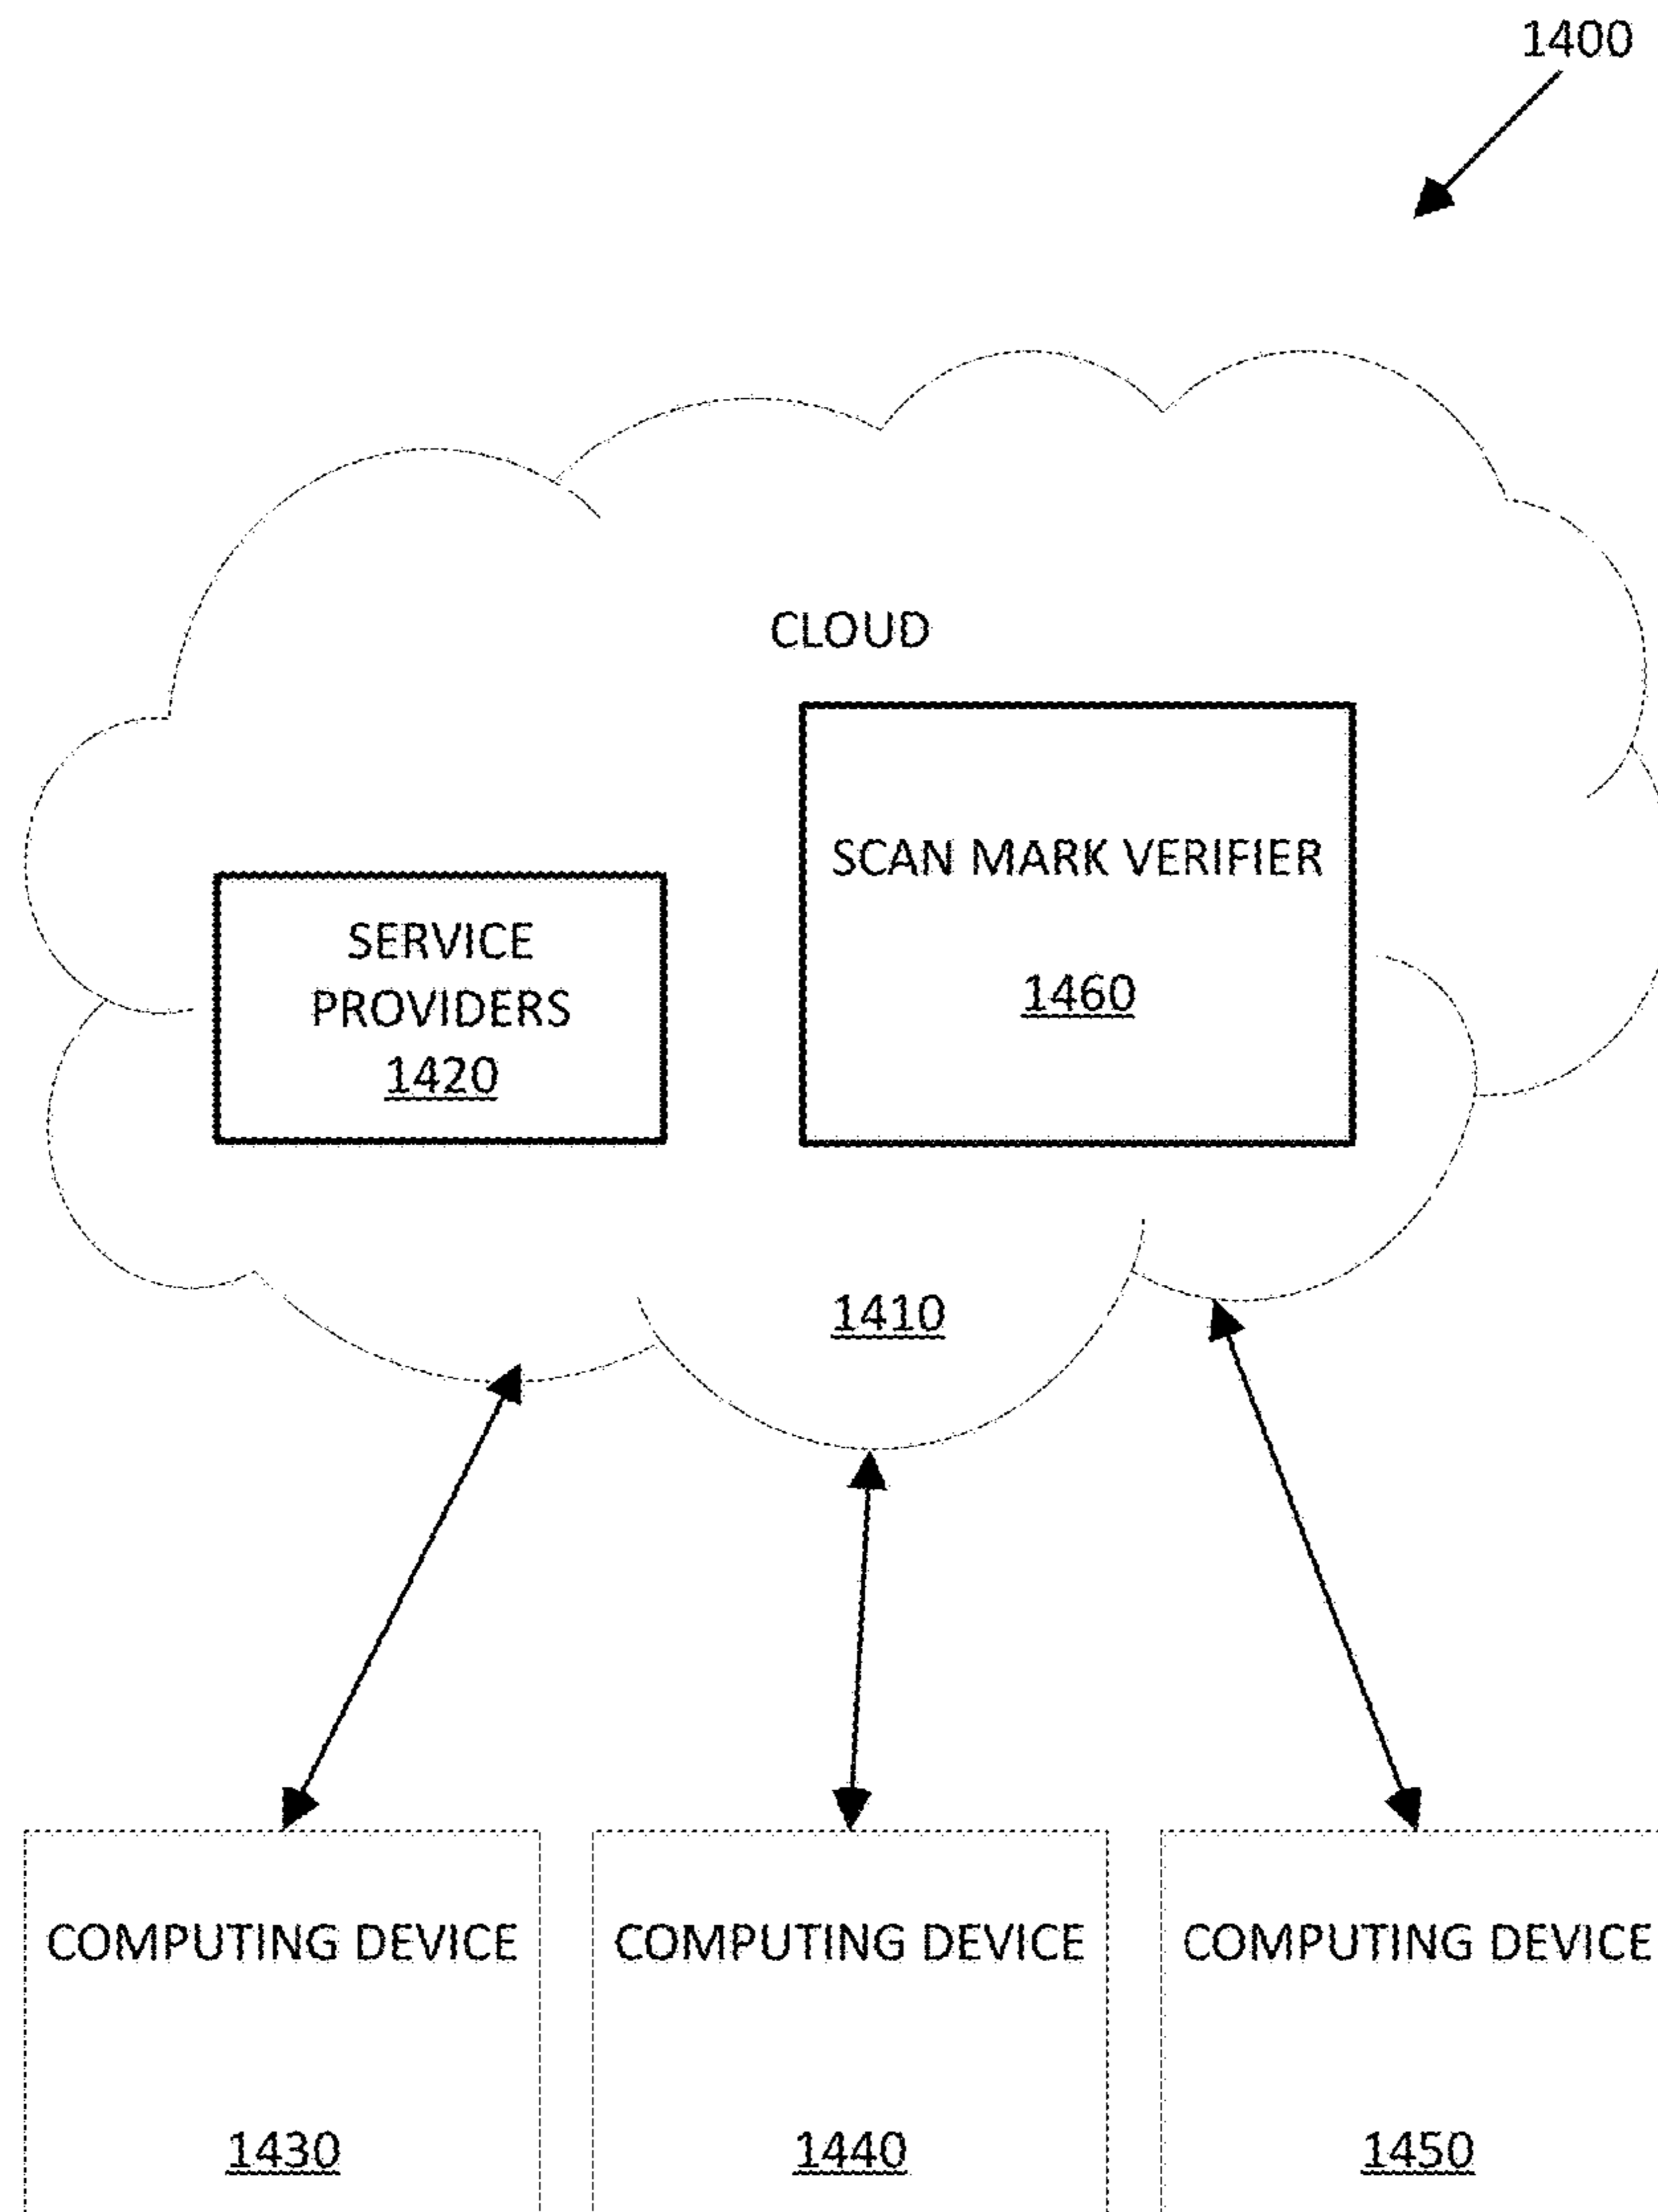 1400
CLOUD
SCAN MARK VERIFIER
1460
SERVICE
PROVIDERS
1420
1410
COMPUTING DEVICE
1430
COMPUTING DEVICE
1440
COMPUTING DEVICE
1450